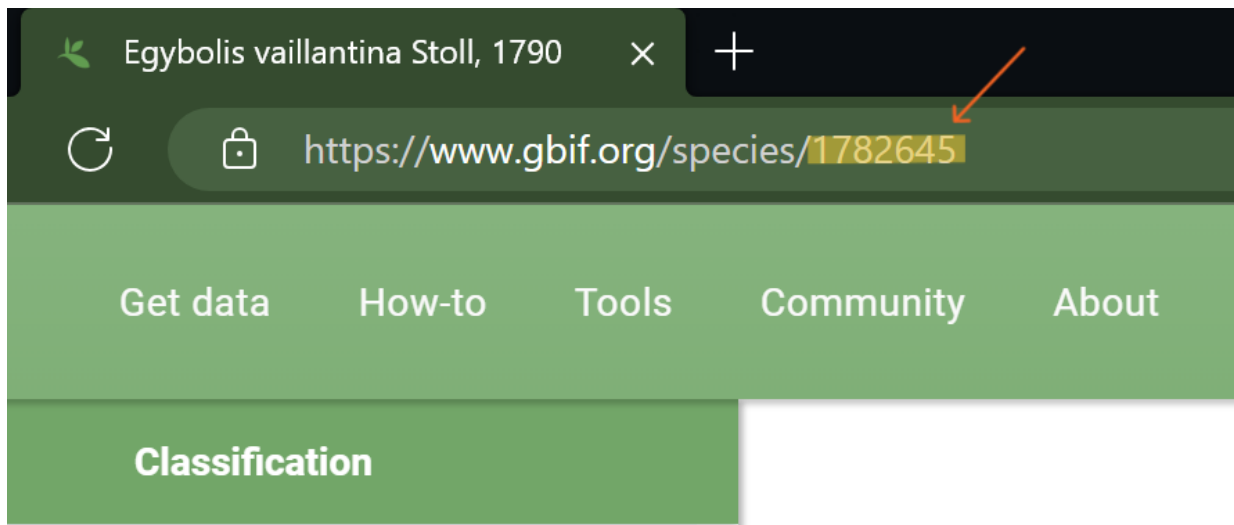 Egybolis vaillantina Stoll, 1790
https://www.gbif.org/species/1782645
Get data How-to Tools Community About
Classification